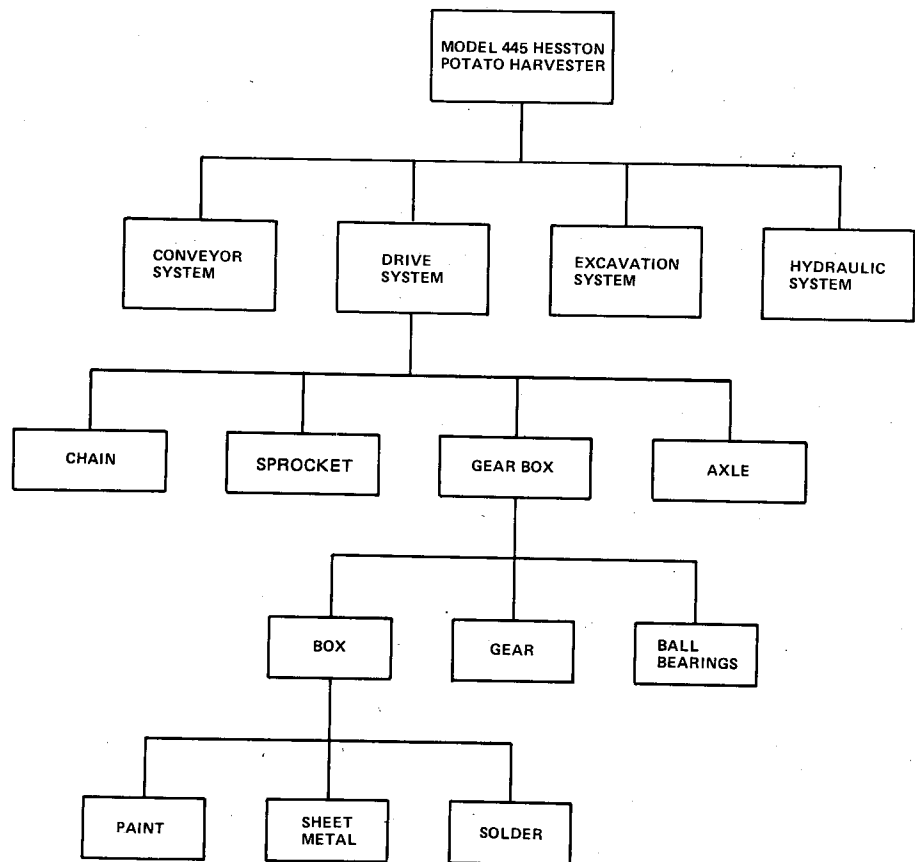 MODEL 445 HESSTON
POTATO HARVESTER
CONVEYOR
SYSTEM
DRIVE
SYSTEM
EXCAVATION
SYSTEM
HYDRAULIC
SYSTEM
CHAIN
SPROCKET
GEAR BOX
AXLE
BOX
GEAR
BALL
BEARINGS
PAINT
SHEET
METAL
SOLDER